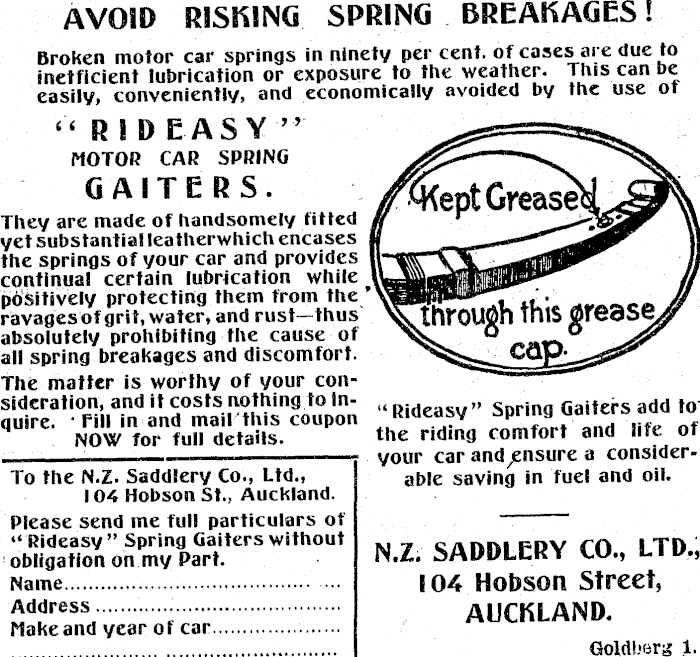 AVOID RISKING SPRING BREAKAGES!
Broken motor car springs in ninety per cent. of cases are due to
inefficient lubrication or exposure to the weather. This can be
easily, conveniently, and economically avoided by the use of
"RIDEASY"
MOTOR CAR SPRING
GAITERS.
They are made of handsomely fitted
yet substantial leather which encases
the springs of your car and provides
continual certain lubrication while
positively protecting them from the
ravages of grit, water, and rust—thus
absolutely prohibiting the cause of
all spring breakages and discomfort.
The matter is worthy of your con-
sideration, and it costs nothing to in-
quire. Fill in and mail this coupon
NOW for full details.
To the N.Z. Saddlery Co., Ltd.,
104 Hobson St., Auckland.
Please send me full particulars of
"Rideasy" Spring Gaiters without
obligation on my Part.
Name....................................
Address ....................................
Make and year of car......................
Kept Greased
through this grease
cap.
"Rideasy" Spring Gaiters add to
the riding comfort and life of
your car and ensure a consider-
able saving in fuel and oil.
N.Z. SADDLERY CO., LTD.,
104 Hobson Street,
AUCKLAND.
Goldberg 1.